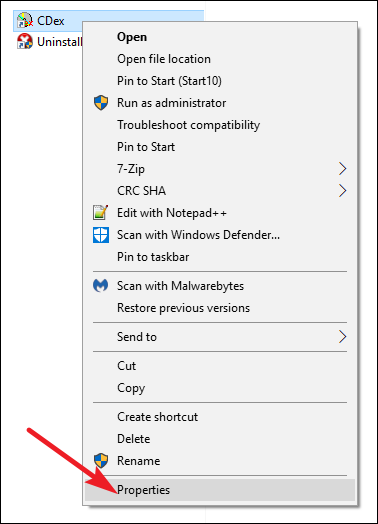 CDex
Uninstall
Open
Open file location
Pin to Start (Start10)
Run as administrator
Troubleshoot compatibility
Pin to Start
7-Zip
CRC SHA
Edit with Notepad++
Scan with Windows Defender...
Pin to taskbar
Scan with Malwarebytes
Restore previous versions
Send to
Cut
Copy
Create shortcut
Delete
Rename
Properties